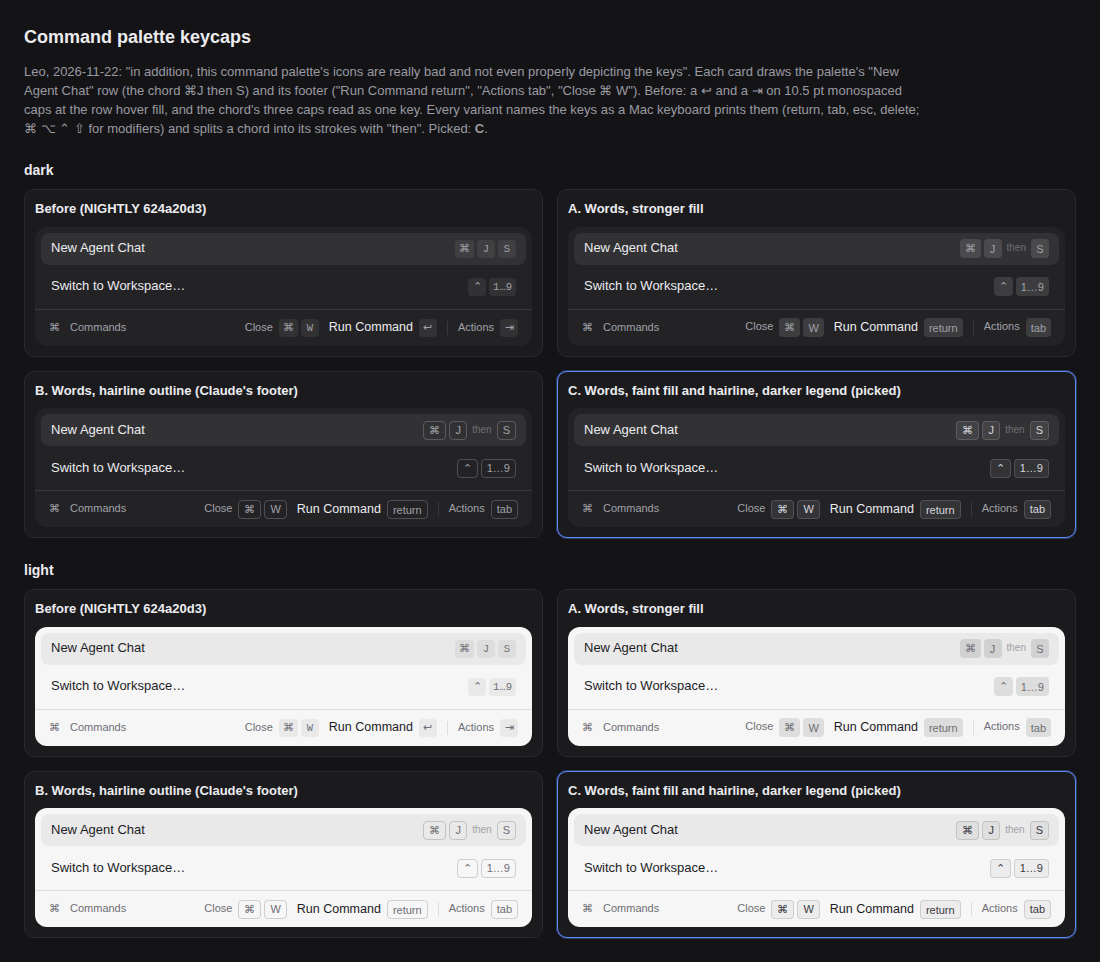 Command palette keycaps
Leo, 2026-11-22: "in addition, this command palette's icons are really bad and not even properly depicting the keys". Each card draws the palette's "New
Agent Chat" row (the chord ⌘J then S) and its footer ("Run Command return", "Actions tab", "Close ⌘ W"). Before: a ↩ and a ⇥ on 10.5 pt monospaced
caps at the row hover fill, and the chord's three caps read as one key. Every variant names the keys as a Mac keyboard prints them (return, tab, esc, delete;
⌘ ⌥ ⌃ ⇧ for modifiers) and splits a chord into its strokes with "then". Picked: C.
dark
Before (NIGHTLY 624a20d3)
New Agent Chat ⌘ J S
Switch to Workspace… ⌃ 1…9
⌘ Commands Close ⌘ W Run Command ↩ Actions ⇥
A. Words, stronger fill
New Agent Chat ⌘ J then S
Switch to Workspace… ⌃ 1…9
⌘ Commands Close ⌘ W Run Command return Actions tab
B. Words, hairline outline (Claude's footer)
New Agent Chat ⌘ J then S
Switch to Workspace… ⌃ 1…9
⌘ Commands Close ⌘ W Run Command return Actions tab
C. Words, faint fill and hairline, darker legend (picked)
New Agent Chat ⌘ J then S
Switch to Workspace… ⌃ 1…9
⌘ Commands Close ⌘ W Run Command return Actions tab
light
Before (NIGHTLY 624a20d3)
New Agent Chat ⌘ J S
Switch to Workspace… ⌃ 1…9
⌘ Commands Close ⌘ W Run Command ↩ Actions ⇥
A. Words, stronger fill
New Agent Chat ⌘ J then S
Switch to Workspace… ⌃ 1…9
⌘ Commands Close ⌘ W Run Command return Actions tab
B. Words, hairline outline (Claude's footer)
New Agent Chat ⌘ J then S
Switch to Workspace… ⌃ 1…9
⌘ Commands Close ⌘ W Run Command return Actions tab
C. Words, faint fill and hairline, darker legend (picked)
New Agent Chat ⌘ J then S
Switch to Workspace… ⌃ 1…9
⌘ Commands Close ⌘ W Run Command return Actions tab